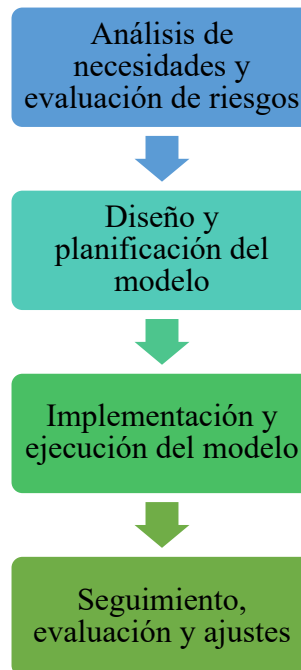 Análisis de
necesidades y
evaluación de riesgos
Diseño y
planificación del
modelo
Implementación y
ejecución del modelo
Seguimiento,
evaluación y ajustes